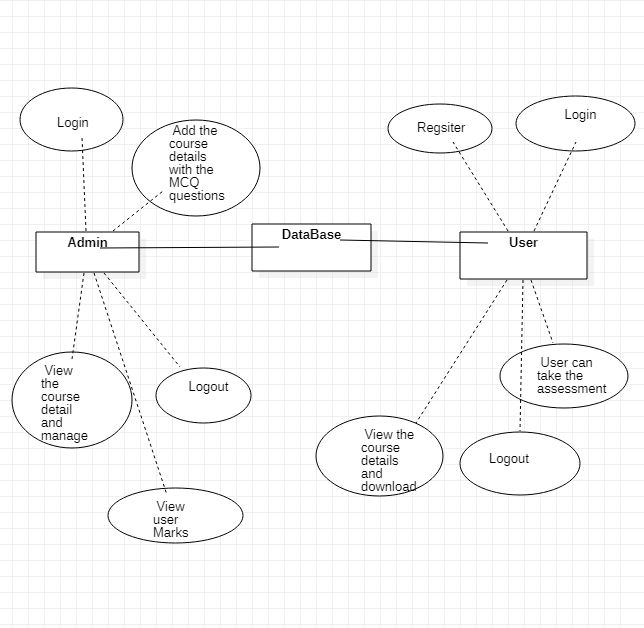 Login
Add the
course
details
with the
MCQ
questions
Regsiter
Login
Admin
DataBase
User
View
the
course
detail
and
manage
Logout
View
user
Marks
User can
take the
assessment
View the
course
details
and
download
Logout